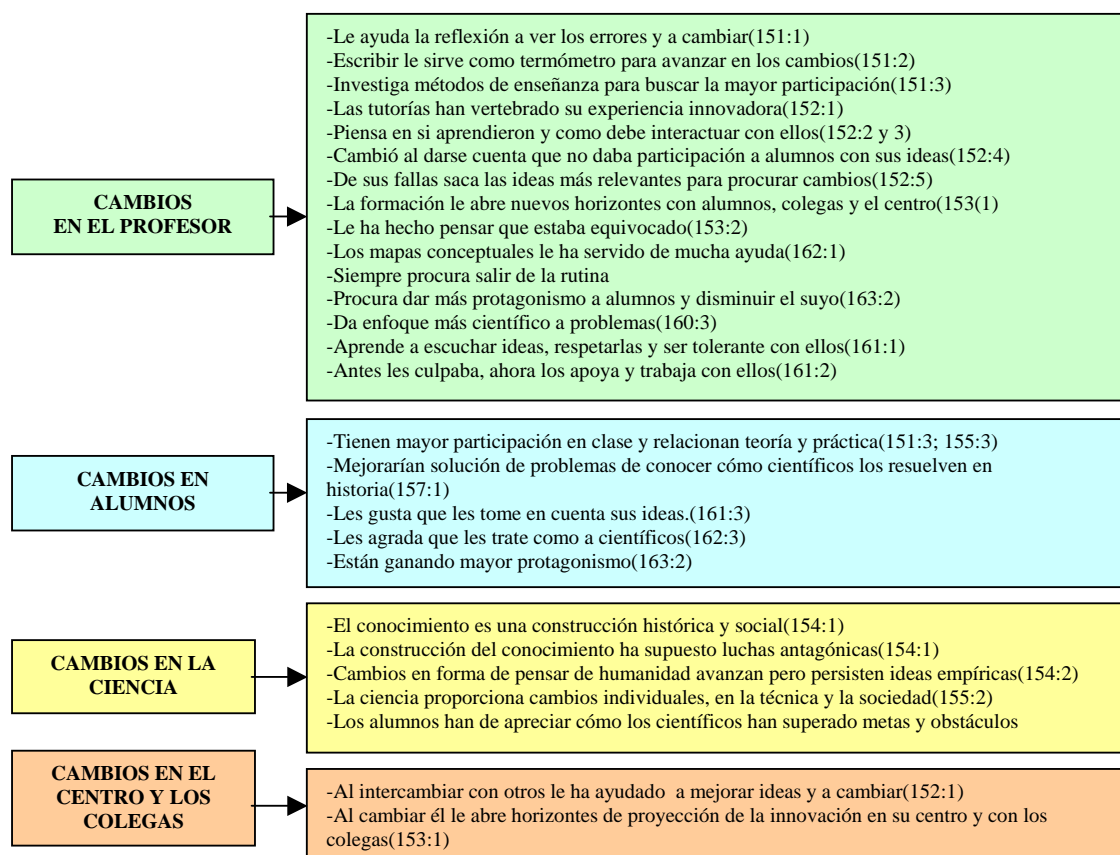 CAMBIOS
EN EL PROFESOR
-Le ayuda la reflexión a ver los errores y a cambiar(151:1)
-Escribir le sirve como termómetro para avanzar en los cambios(151:2)
-Investiga métodos de enseñanza para buscar la mayor participación(151:3)
-Las tutorías han vertebrado su experiencia innovadora(152:1)
-Piensa en si aprendieron y como debe interactuar con ellos(152:2 y 3)
-Cambió al darse cuenta que no daba participación a alumnos con sus ideas(152:4)
-De sus fallas saca las ideas más relevantes para procurar cambios(152:5)
-La formación le abre nuevos horizontes con alumnos, colegas y el centro(153(1)
-Le ha hecho pensar que estaba equivocado(153:2)
-Los mapas conceptuales le ha servido de mucha ayuda(162:1)
-Siempre procura salir de la rutina
-Procura dar más protagonismo a alumnos y disminuir el suyo(163:2)
-Da enfoque más científico a problemas(160:3)
-Aprende a escuchar ideas, respetarlas y ser tolerante con ellos(161:1)
-Antes les culpaba, ahora los apoya y trabaja con ellos(161:2)
CAMBIOS EN
ALUMNOS
-Tienen mayor participación en clase y relacionan teoría y práctica(151:3; 155:3)
-Mejorarían solución de problemas de conocer cómo científicos los resuelven en
historia(157:1)
-Les gusta que les tome en cuenta sus ideas.(161:3)
-Les agrada que les trate como a científicos(162:3)
-Están ganando mayor protagonismo(163:2)
CAMBIOS EN LA
CIENCIA
-El conocimiento es una construcción histórica y social(154:1)
-La construcción del conocimiento ha supuesto luchas antagónicas(154:1)
-Cambios en forma de pensar de humanidad avanzan pero persisten ideas empíricas(154:2)
-La ciencia proporciona cambios individuales, en la técnica y la sociedad(155:2)
-Los alumnos han de apreciar cómo los científicos han superado metas y obstáculos
CAMBIOS EN EL
CENTRO Y LOS
COLEGAS
-Al intercambiar con otros le ha ayudado a mejorar ideas y a cambiar(152:1)
-Al cambiar él le abre horizontes de proyección de la innovación en su centro y con los
colegas(153:1)